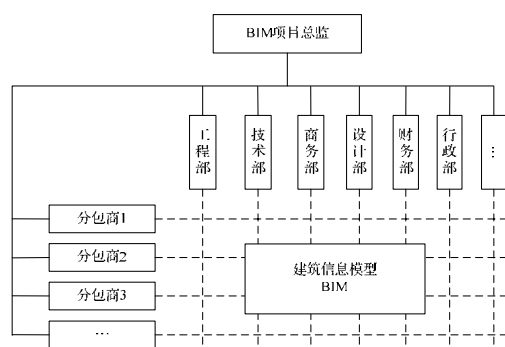 BIM项目总监
工程部
技术部
商务部
设计部
财务部
行政部
...
分包商1
分包商2
分包商3
...
建筑信息模型
BIM